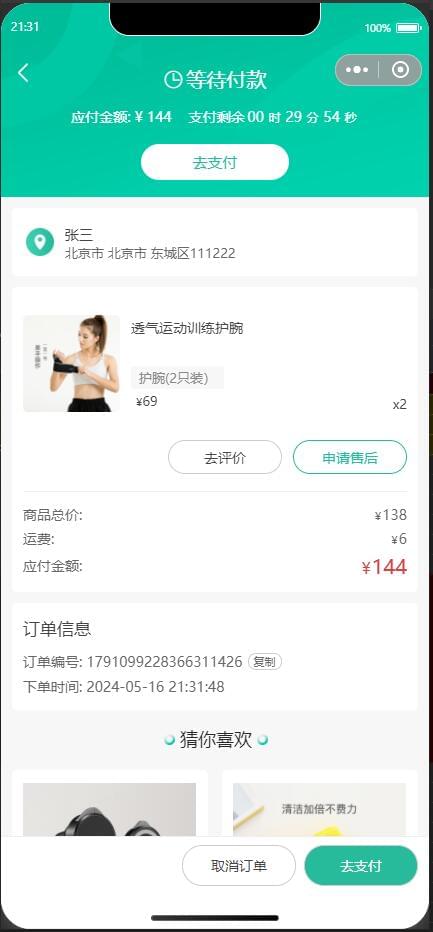 21:31
100%
等待付款
应付金额: ¥ 144 支付剩余 00 时 29 分 54 秒
去支付
张三
北京市 北京市 东城区111222
透气运动训练护腕
护腕(2只装)
¥69
x2
去评价
申请售后
商品总价: ¥138
运费: ¥6
应付金额: ¥144
订单信息
订单编号: 1791099228366311426 复制
下单时间: 2024-05-16 21:31:48
猜你喜欢
清洁加倍不费力
取消订单
去支付